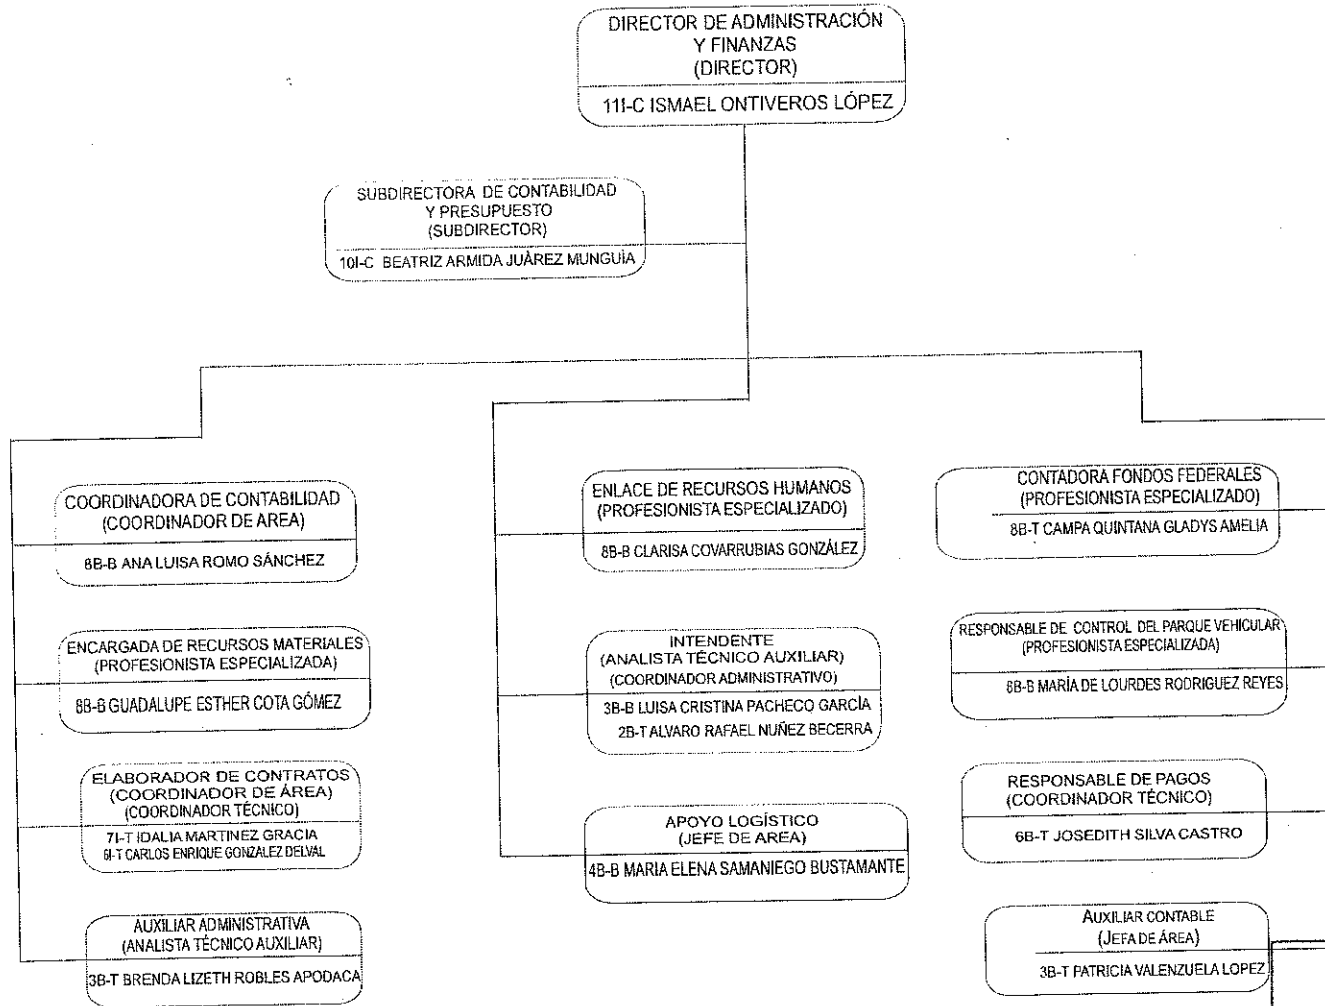 DIRECTOR DE ADMINISTRACIÓN
Y FINANZAS
(DIRECTOR)
11I-C ISMAEL ONTIVEROS LÓPEZ
SUBDIRECTORA DE CONTABILIDAD
Y PRESUPUESTO
(SUBDIRECTOR)
10I-C BEATRIZ ARMIDA JUÀREZ MUNGUÌA
COORDINADORA DE CONTABILIDAD
(COORDINADOR DE AREA)
8B-B ANA LUISA ROMO SÁNCHEZ
ENCARGADA DE RECURSOS MATERIALES
(PROFESIONISTA ESPECIALIZADA)
8B-B GUADALUPE ESTHER COTA GÓMEZ
ELABORADOR DE CONTRATOS
(COORDINADOR DE ÁREA)
(COORDINADOR TÉCNICO)
7I-T IDALIA MARTINEZ GRACIA
6I-T CARLOS ENRIQUE GONZALEZ DELVAL
AUXILIAR ADMINISTRATIVA
(ANALISTA TÉCNICO AUXILIAR)
3B-T BRENDA LIZETH ROBLES APODACA
ENLACE DE RECURSOS HUMANOS
(PROFESIONISTA ESPECIALIZADO)
8B-B CLARISA COVARRUBIAS GONZÁLEZ
INTENDENTE
(ANALISTA TÉCNICO AUXILIAR)
(COORDINADOR ADMINISTRATIVO)
3B-B LUISA CRISTINA PACHECO GARCÍA
2B-T ALVARO RAFAEL NUÑEZ BECERRA
APOYO LOGÍSTICO
(JEFE DE AREA)
4B-B MARIA ELENA SAMANIEGO BUSTAMANTE
CONTADORA FONDOS FEDERALES
(PROFESIONISTA ESPECIALIZADO)
8B-T CAMPA QUINTANA GLADYS AMELIA
RESPONSABLE DE CONTROL DEL PARQUE VEHICULAR
(PROFESIONISTA ESPECIALIZADA)
8B-B MARÍA DE LOURDES RODRIGUEZ REYES
RESPONSABLE DE PAGOS
(COORDINADOR TÉCNICO)
6B-T JOSEDITH SILVA CASTRO
AUXILIAR CONTABLE
(JEFA DE ÁREA)
3B-T PATRICIA VALENZUELA LOPEZ